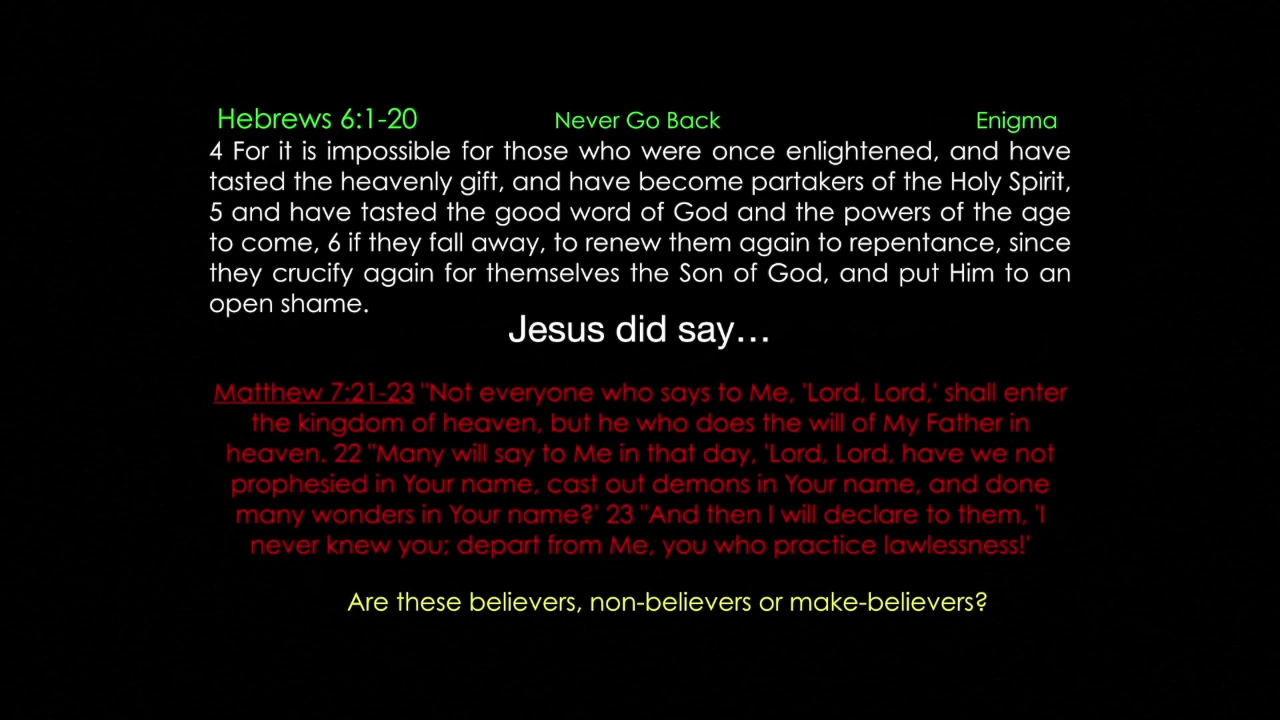 Hebrews 6:1-20 Never Go Back Enigma
4 For it is impossible for those who were once enlightened, and have
tasted the heavenly gift, and have become partakers of the Holy Spirit,
5 and have tasted the good word of God and the powers of the age
to come, 6 if they fall away, to renew them again to repentance, since
they crucify again for themselves the Son of God, and put Him to an
open shame.
Jesus did say...
Matthew 7:21-23 "Not everyone who says to Me, 'Lord, Lord,' shall enter
the kingdom of heaven, but he who does the will of My Father in
heaven. 22 "Many will say to Me in that day, 'Lord, Lord, have we not
prophesied in Your name, cast out demons in Your name, and done
many wonders in Your name?' 23 "And then I will declare to them, 'I
never knew you; depart from Me, you who practice lawlessness!'
Are these believers, non-believers or make-believers?